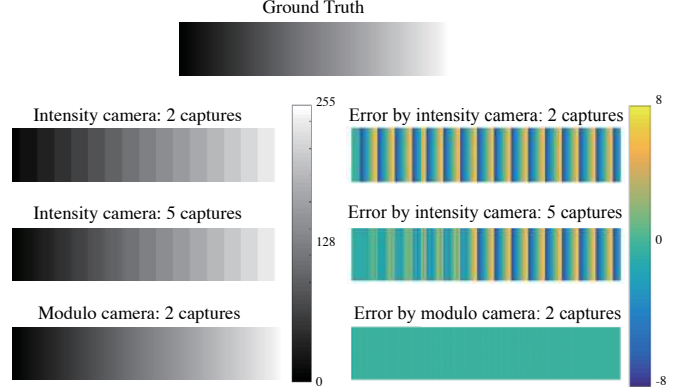 Ground Truth
Intensity camera: 2 captures
255
Error by intensity camera: 2 captures
8
Intensity camera: 5 captures
128
Error by intensity camera: 5 captures
0
Modulo camera: 2 captures
0
Error by modulo camera: 2 captures
-8